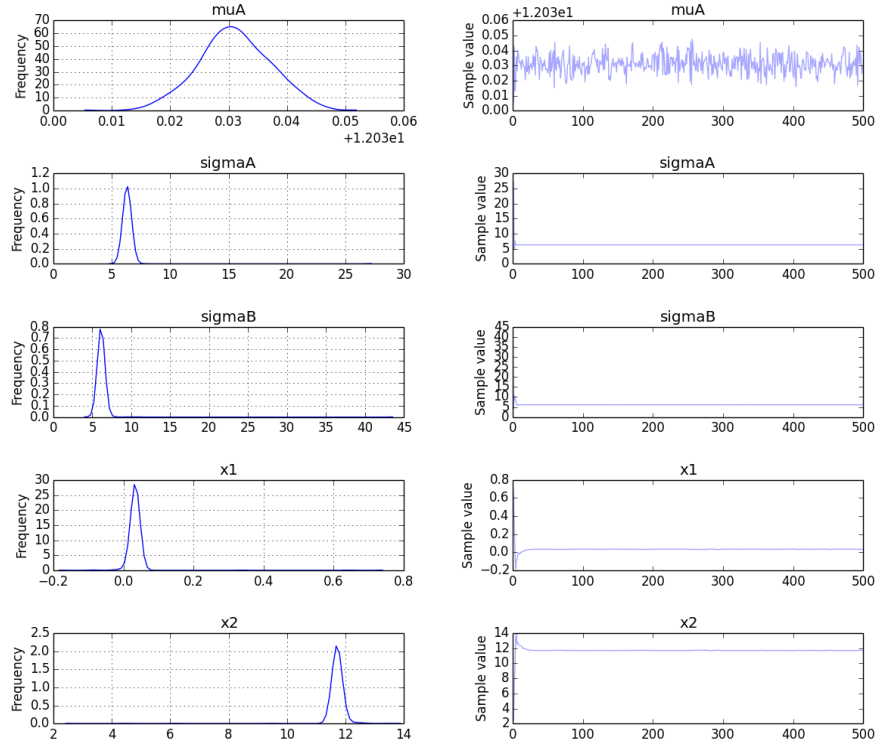 muA
Frequency
70
60
50
40
30
20
10
0
0.00 0.01 0.02 0.03 0.04 0.05 0.06
+1.203e1
muA
+1.203e1
Sample value
0.06
0.05
0.04
0.03
0.02
0.01
0.00
0 100 200 300 400 500
sigmaA
Frequency
1.2
1.0
0.8
0.6
0.4
0.2
0.0
0 5 10 15 20 25 30
sigmaA
Sample value
30
25
20
15
10
5
0
0 100 200 300 400 500
sigmaB
Frequency
0.8
0.7
0.6
0.5
0.4
0.3
0.2
0.1
0.0
0 5 10 15 20 25 30 35 40 45
sigmaB
Sample value
45
40
35
30
25
20
15
10
5
0
0 100 200 300 400 500
x1
Frequency
30
25
20
15
10
5
0
−0.2 0.0 0.2 0.4 0.6 0.8
x1
Sample value
0.8
0.6
0.4
0.2
0.0
−0.2
0 100 200 300 400 500
x2
Frequency
2.5
2.0
1.5
1.0
0.5
0.0
2 4 6 8 10 12 14
x2
Sample value
14
12
10
8
6
4
2
0 100 200 300 400 500